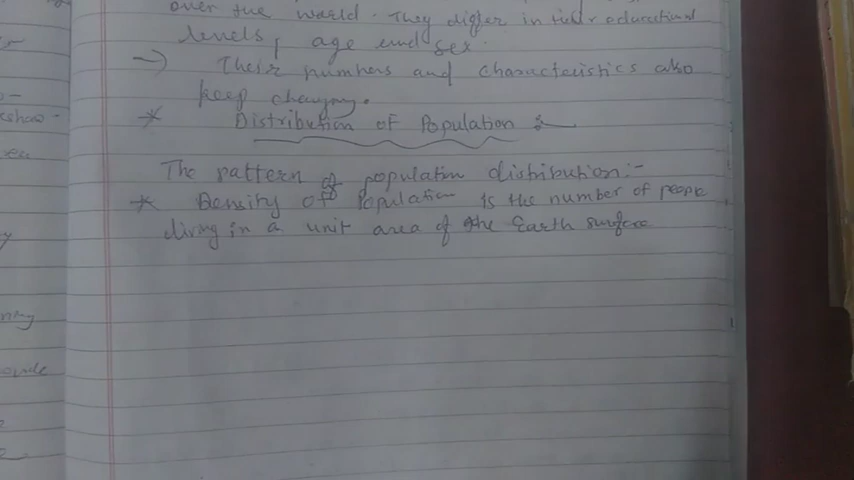 over the world. They differ in their educational
levels, age and sex.
→ Their numbers and characteristics also
keep changing.
* Distribution of Population :-
The pattern of population distribution:-
* Density of Population is the number of people
living in a unit area of the Earth surface